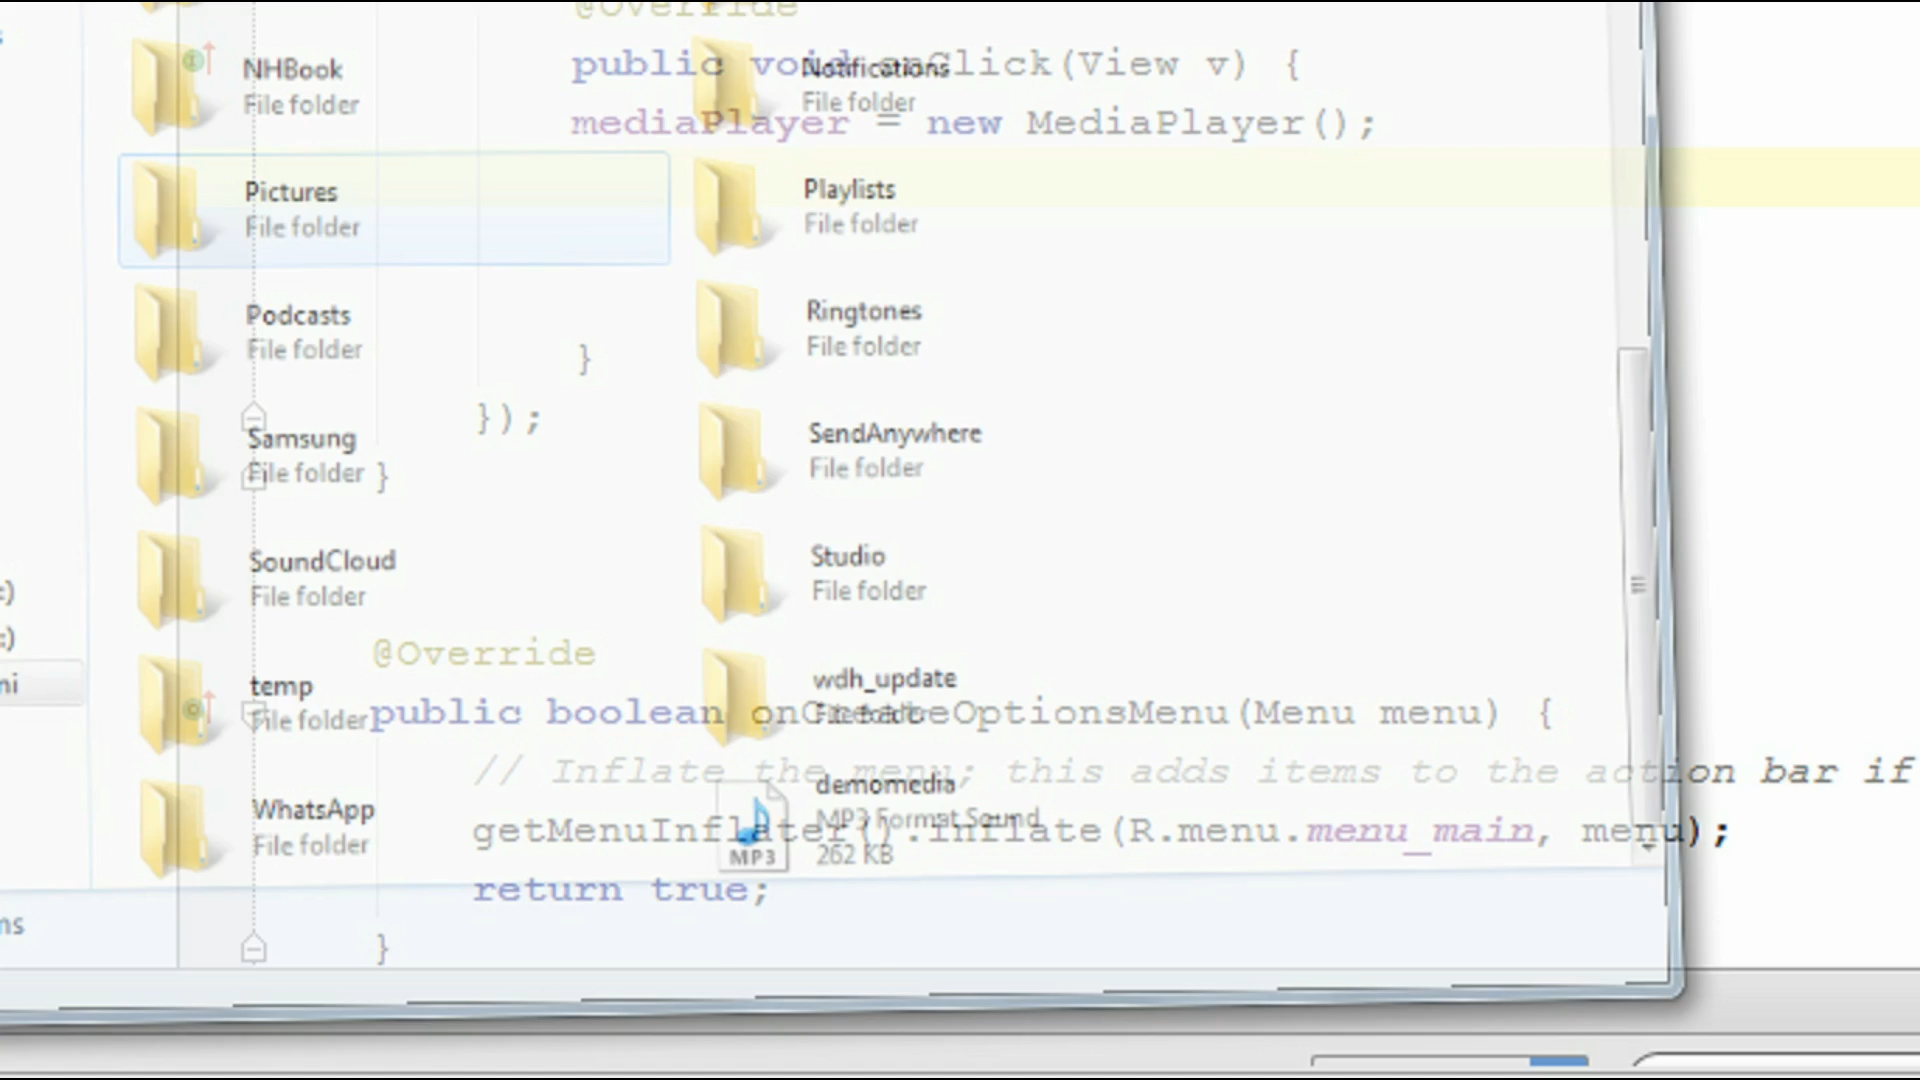 @Override
NHBook
File folder
Notifications
File folder
public void onClick(View v) {
mediaPlayer = new MediaPlayer();
Pictures
File folder
Playlists
File folder
Podcasts
File folder
Ringtones
File folder
}
});
Samsung
File folder
SendAnywhere
File folder
}
SoundCloud
File folder
Studio
File folder
@Override
temp
File folder
wdh_update
File folder
public boolean onCreateOptionsMenu(Menu menu) {
// Inflate the menu; this adds items to the action bar if
WhatsApp
File folder
demomedia
MP3 Format Sound
262 KB
MP3
getMenuInflater().inflate(R.menu.menu_main, menu);
return true;
}